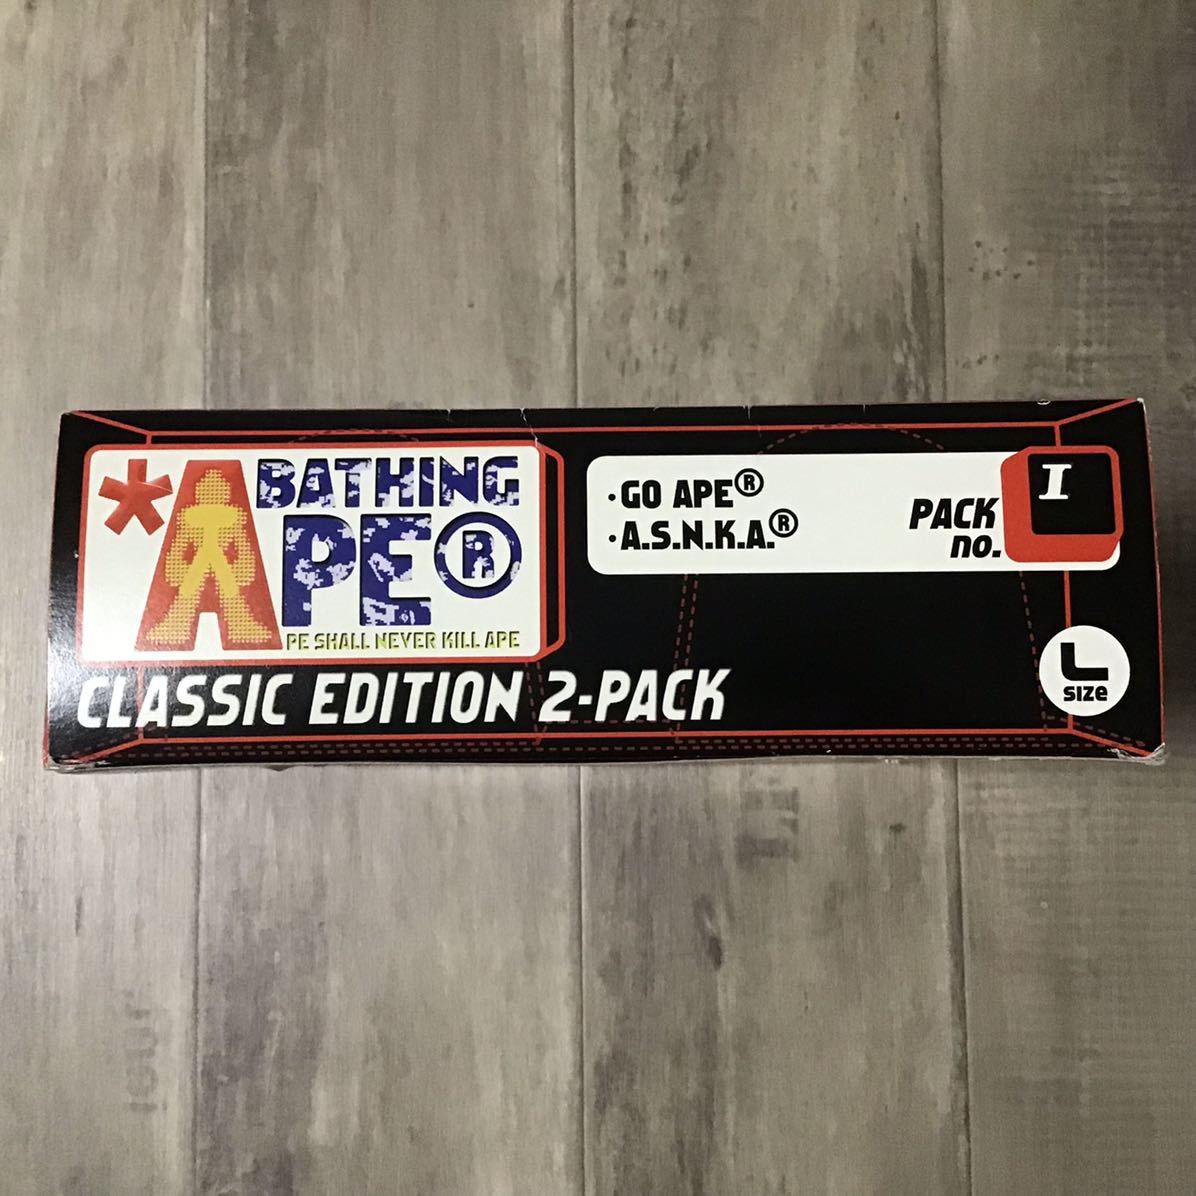 *A BATHING
APE®
PE SHALL NEVER KILL APE
CLASSIC EDITION 2-PACK
·GO APE®
·A.S.N.K.A.®
PACK
no.
I
L
SIZE